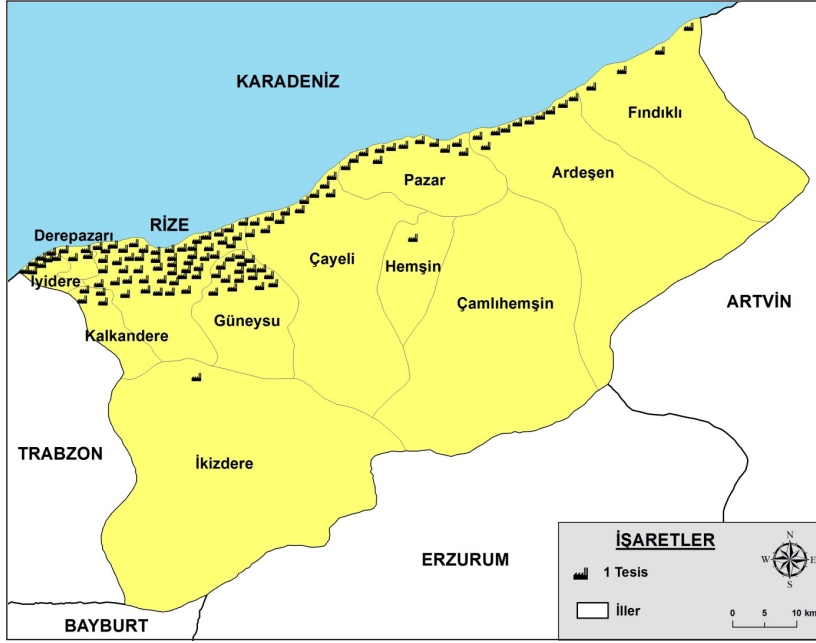 KARADENİZ
Fındıklı
Ardeşen
Pazar
RİZE
Derepazarı
İyidere
Çayeli
Hemşin
Çamlıhemşin
ARTVİN
Güneysu
Kalkandere
TRABZON
İkizdere
ERZURUM
BAYBURT
İŞARETLER
1 Tesis
İller
N
W
E
S
0 5 10 km